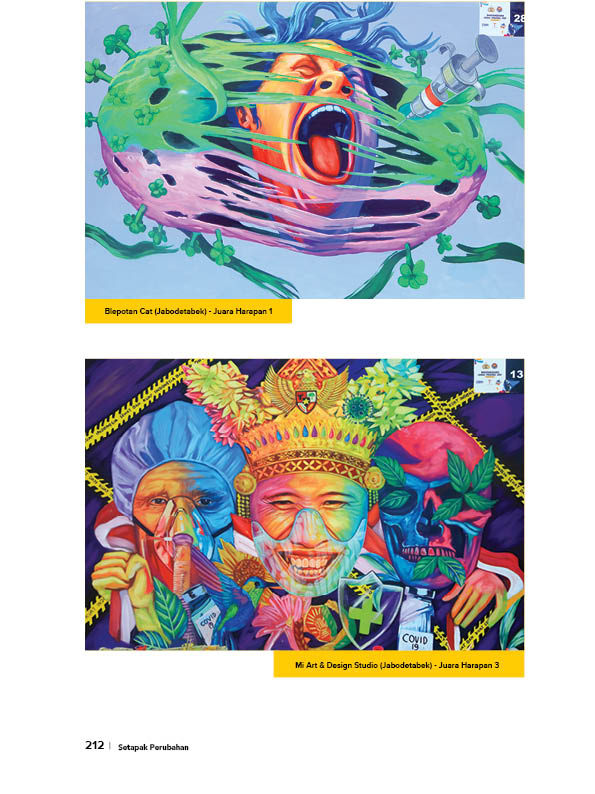 28
Blepotan Cat (Jabodetabek) - Juara Harapan 1
13
COVID
19
COVID
19
Mi Art & Design Studio (Jabodetabek) - Juara Harapan 3
212 | Setapak Perubahan